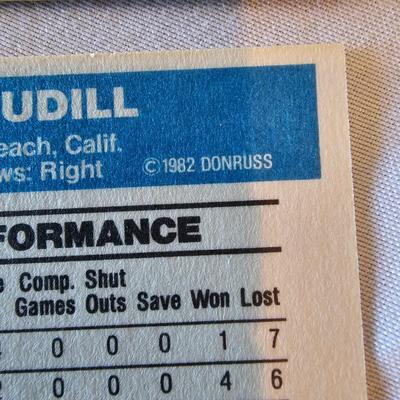 UDILL
each, Calif.
ws: Right ©1982 DONRUSS
FORMANCE
e Comp. Shut
Games Outs Save Won Lost
0 0 0 1 7
0 0 0 4 6